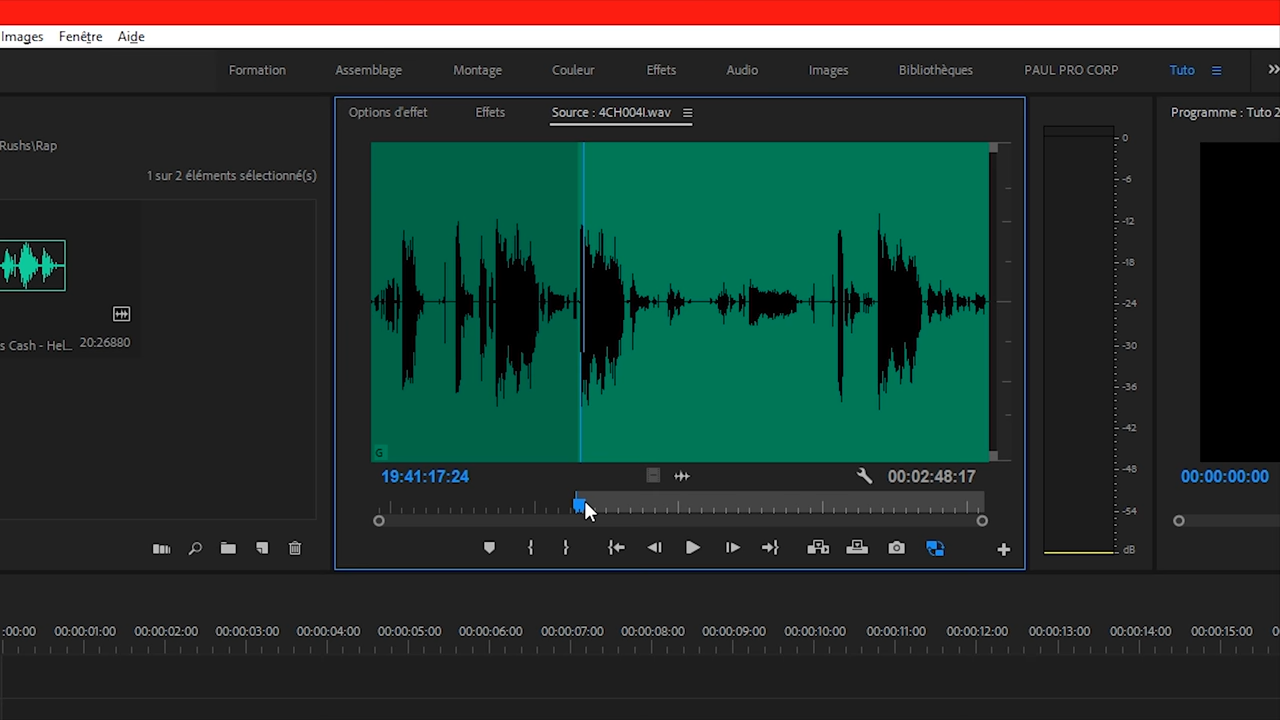 Images Fenêtre Aide
Formation Assemblage Montage Couleur Effets Audio Images Bibliothèques PAUL PRO CORP Tuto
Options d'effet Effets Source : 4CH004I.wav Programme : Tuto 2
Rushs\Rap
1 sur 2 éléments sélectionné(s)
s Cash - Hel... 20:26880
G
0
-6
-12
-18
-24
-30
-36
-42
-48
-54
dB
19:41:17:24 00:02:48:17 00:00:00:00
:00:00 00:00:01:00 00:00:02:00 00:00:03:00 00:00:04:00 00:00:05:00 00:00:06:00 00:00:07:00 00:00:08:00 00:00:09:00 00:00:10:00 00:00:11:00 00:00:12:00 00:00:13:00 00:00:14:00 00:00:15:00 0